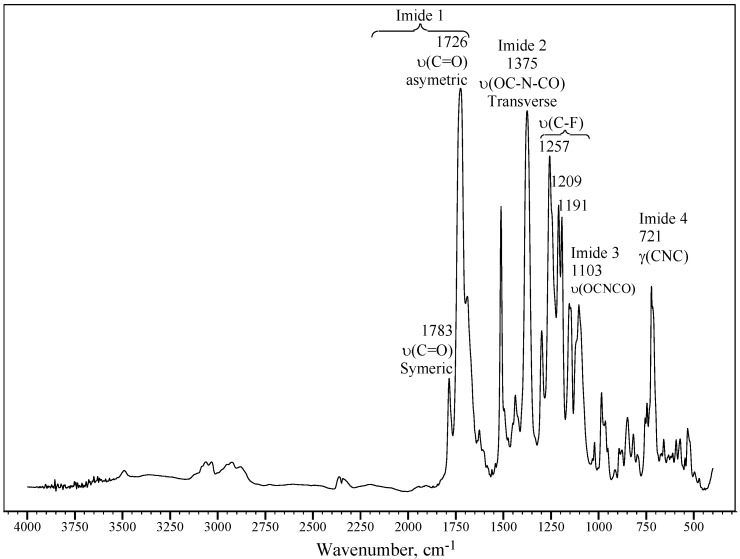 Imide 1
1726
υ(C=O)
asymetric
Imide 2
1375
υ(OC-N-CO)
Transverse
υ(C-F)
1257
1209
1191
Imide 3
1103
υ(OCNCO)
Imide 4
721
γ(CNC)
1783
υ(C=O)
Symeric
4000 3750 3500 3250 3000 2750 2500 2250 2000 1750 1500 1250 1000 750 500
Wavenumber, cm-1